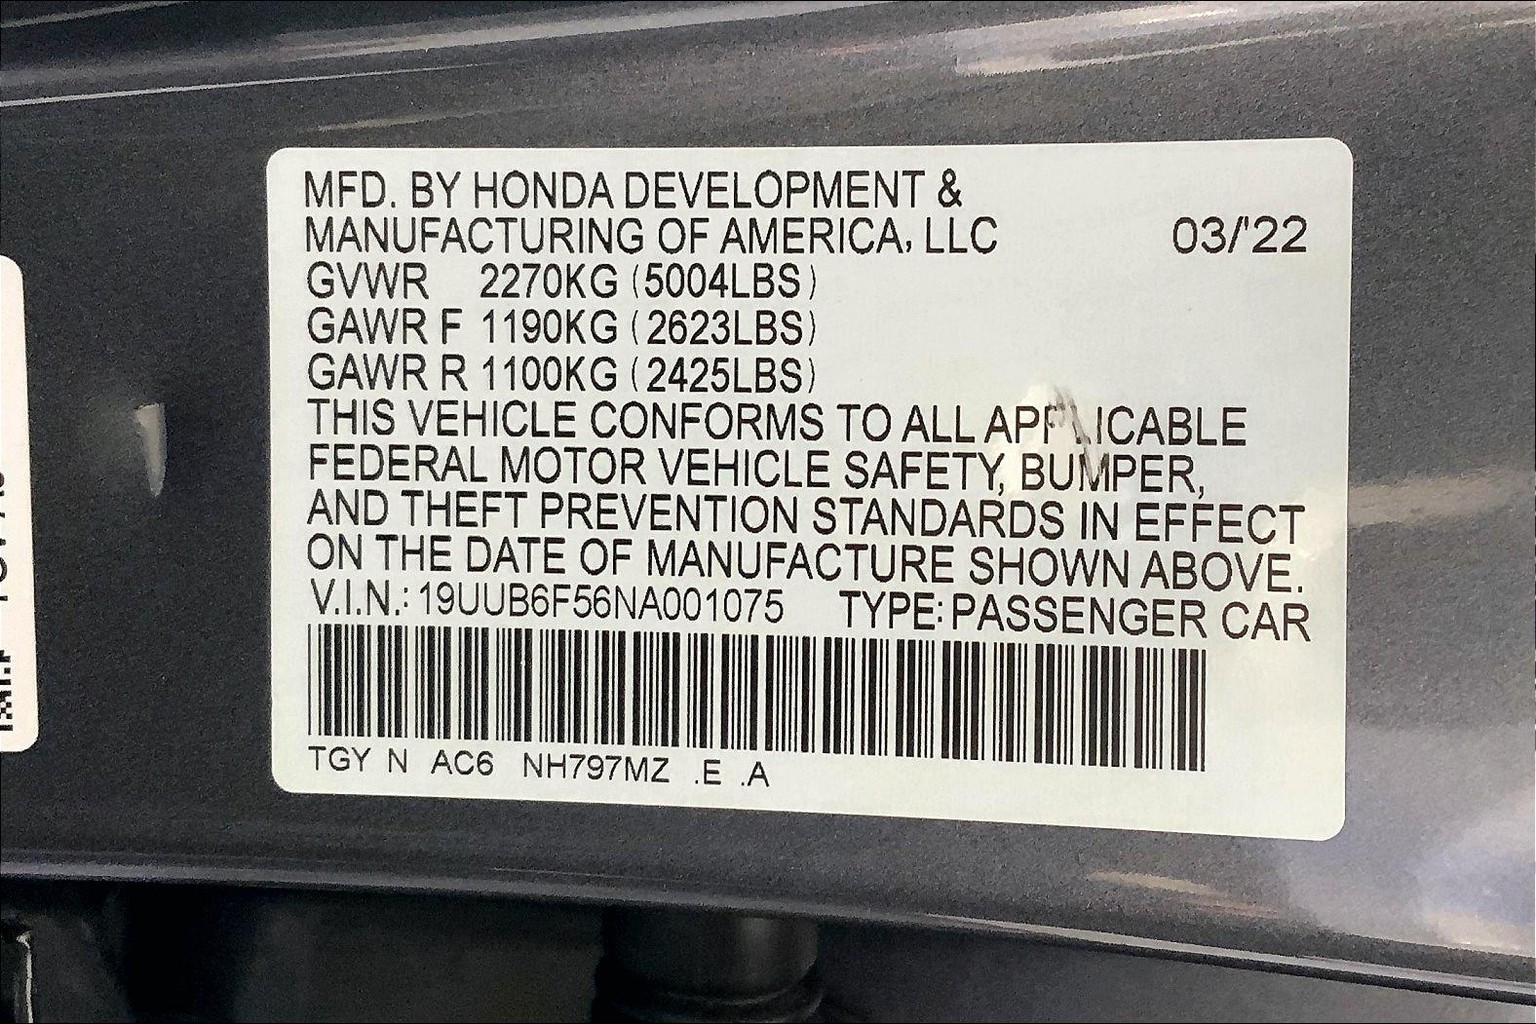 MFD. BY HONDA DEVELOPMENT &
MANUFACTURING OF AMERICA, LLC 03/'22
GVWR 2270KG (5004LBS)
GAWR F 1190KG (2623LBS)
GAWR R 1100KG (2425LBS)
THIS VEHICLE CONFORMS TO ALL APPLICABLE
FEDERAL MOTOR VEHICLE SAFETY, BUMPER,
AND THEFT PREVENTION STANDARDS IN EFFECT
ON THE DATE OF MANUFACTURE SHOWN ABOVE.
V.I.N.: 19UUB6F56NA001075 TYPE: PASSENGER CAR
TGY N AC6 NH797MZ .E .A